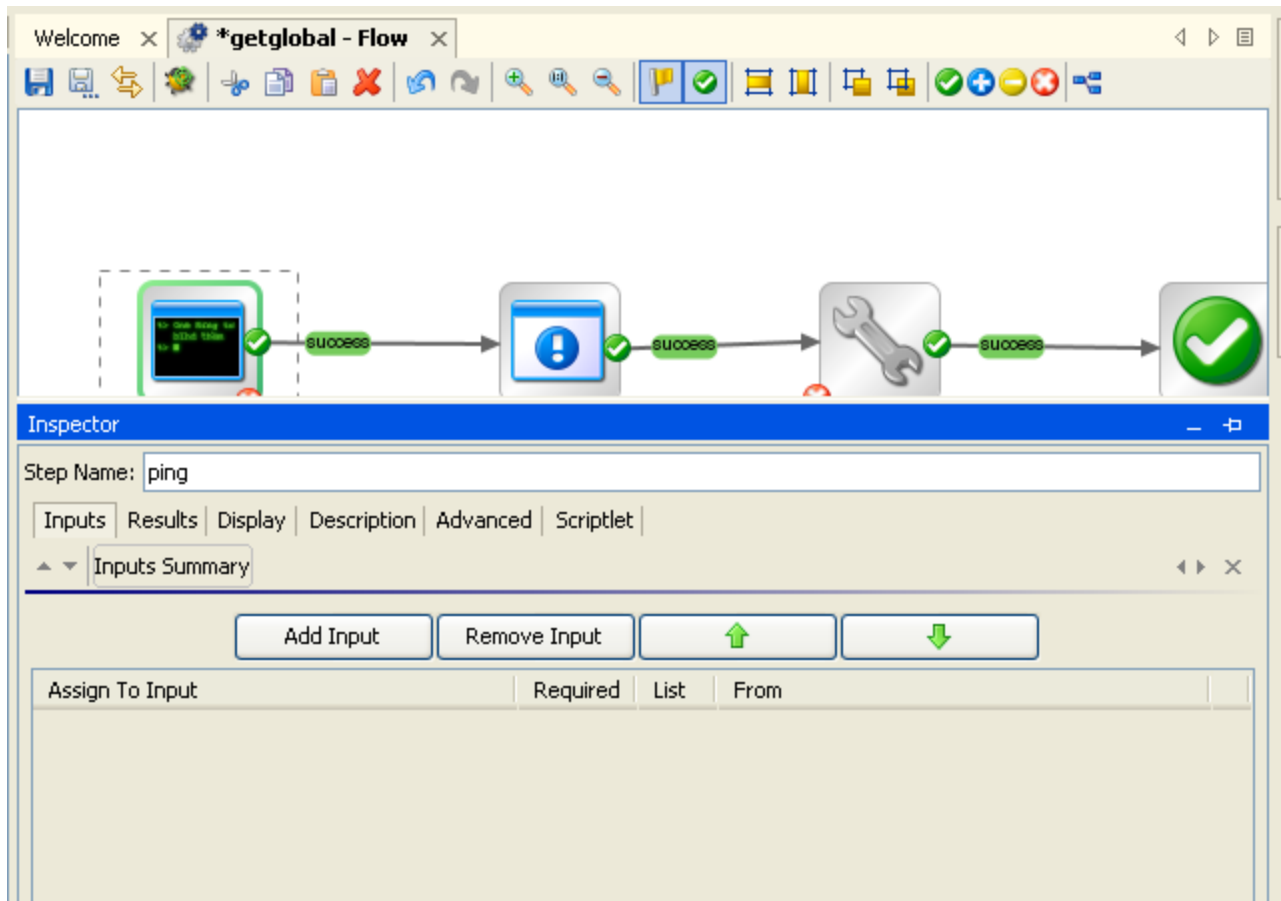 Welcome
*getglobal - Flow
success
success
success
Inspector
Step Name: ping
Inputs Results Display Description Advanced Scriptlet
Inputs Summary
Add Input Remove Input
Assign To Input Required List From